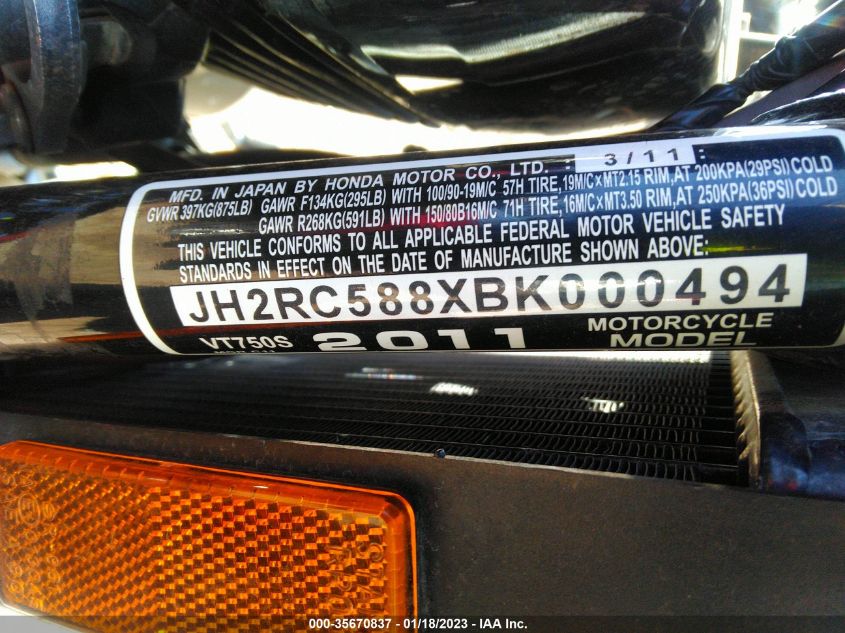 MFD. IN JAPAN BY HONDA MOTOR CO., LTD. : 3/11 :
GVWR 397KG(875LB) GAWR F134KG(295LB) WITH 100/90-19M/C 57H TIRE, 19M/C×MT2.15 RIM, AT 200KPA(29PSI) COLD
GAWR R268KG(591LB) WITH 150/80B16M/C 71H TIRE, 16M/C×MT3.50 RIM, AT 250KPA(36PSI) COLD
THIS VEHICLE CONFORMS TO ALL APPLICABLE FEDERAL MOTOR VEHICLE SAFETY
STANDARDS IN EFFECT ON THE DATE OF MANUFACTURE SHOWN ABOVE:
JH2RC588XBK000494
VT750S 2011 MOTORCYCLE
MODEL
000-35670837 - 01/18/2023 - IAA Inc.